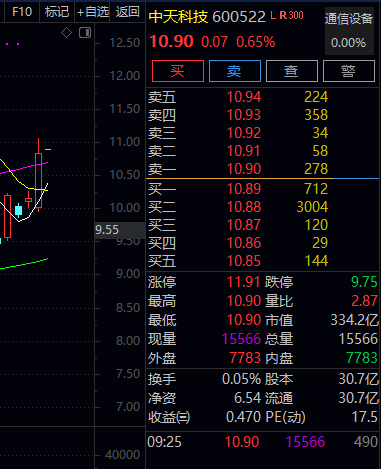 F10 标记 +自选 返回
中天科技 600522 L R300 通信设备
10.90 0.07 0.65% 0.00%
买 卖 查 警
卖五 10.94 224
卖四 10.93 358
卖三 10.92 34
卖二 10.91 58
卖一 10.90 278
买一 10.89 712
买二 10.88 3004
买三 10.87 120
买四 10.86 29
买五 10.85 144
涨停 11.91 跌停 9.75
最高 10.90 量比 2.87
最低 10.90 市值 334.2亿
现量 15566 总量 15566
外盘 7783 内盘 7783
换手 0.05% 股本 30.7亿
净资 6.54 流通 30.7亿
收益㈢ 0.470 PE(动) 17.5
09:25 10.90 15566 490
12.50
12.00
11.50
11.00
10.50
10.00
9.55
9.50
9.00
8.50
8.00
7.50
7.00
40000